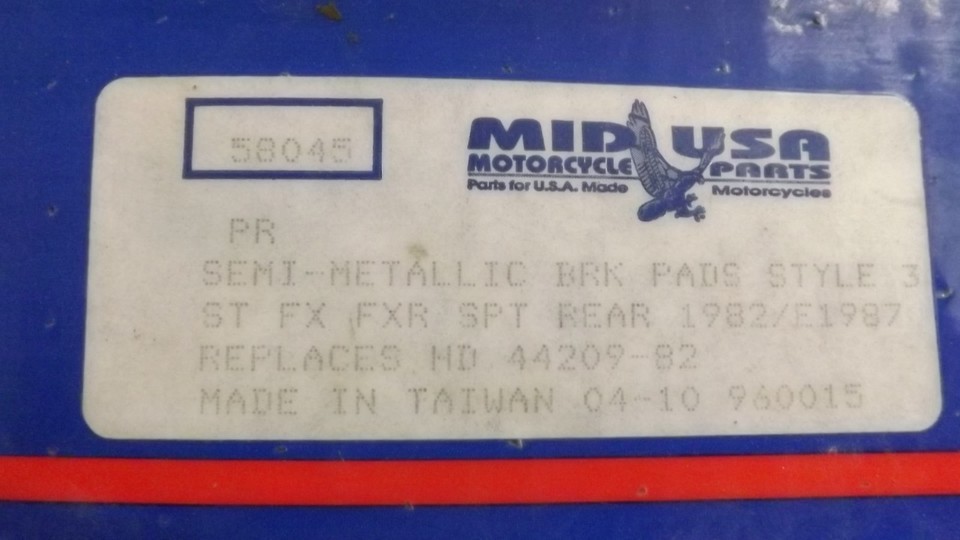 58045
MID USA
MOTORCYCLE PARTS
Parts for U.S.A. Made Motorcycles
PR
SEMI-METALLIC BRK PADS STYLE 3
ST FX FXR SPT REAR 1982/E1987
REPLACES HD 44209-82
MADE IN TAIWAN 04-10 960015